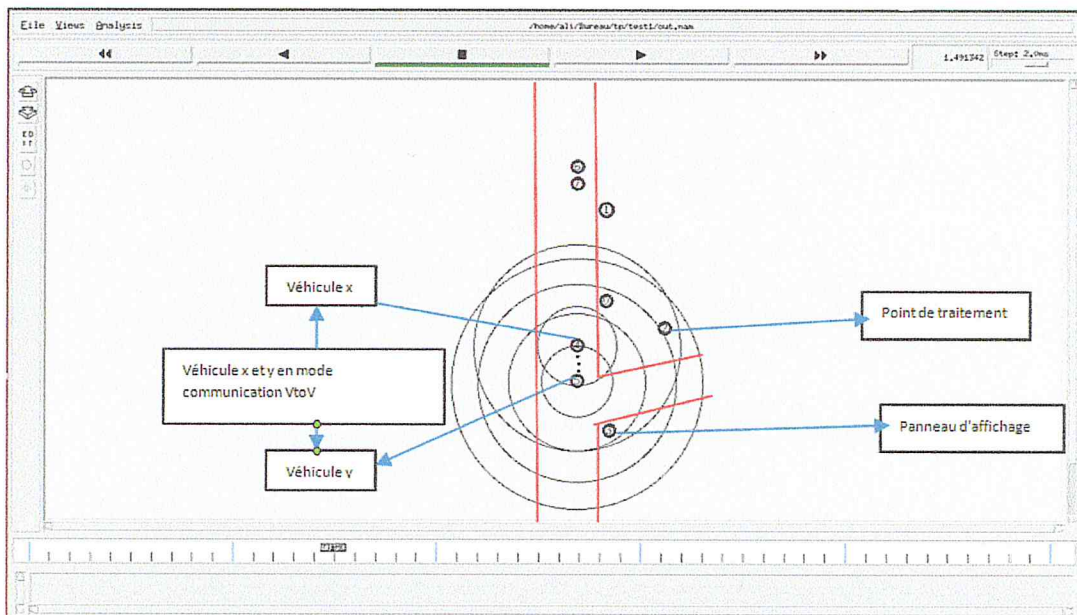 File Views Analysis
/home/ali/Bureau/tp/test1/out.nam
1.491342
Step: 2.0ms
1
Véhicule x
Point de traitement
Véhicule x et y en mode
communication VtoV
Panneau d'affichage
Véhicule y